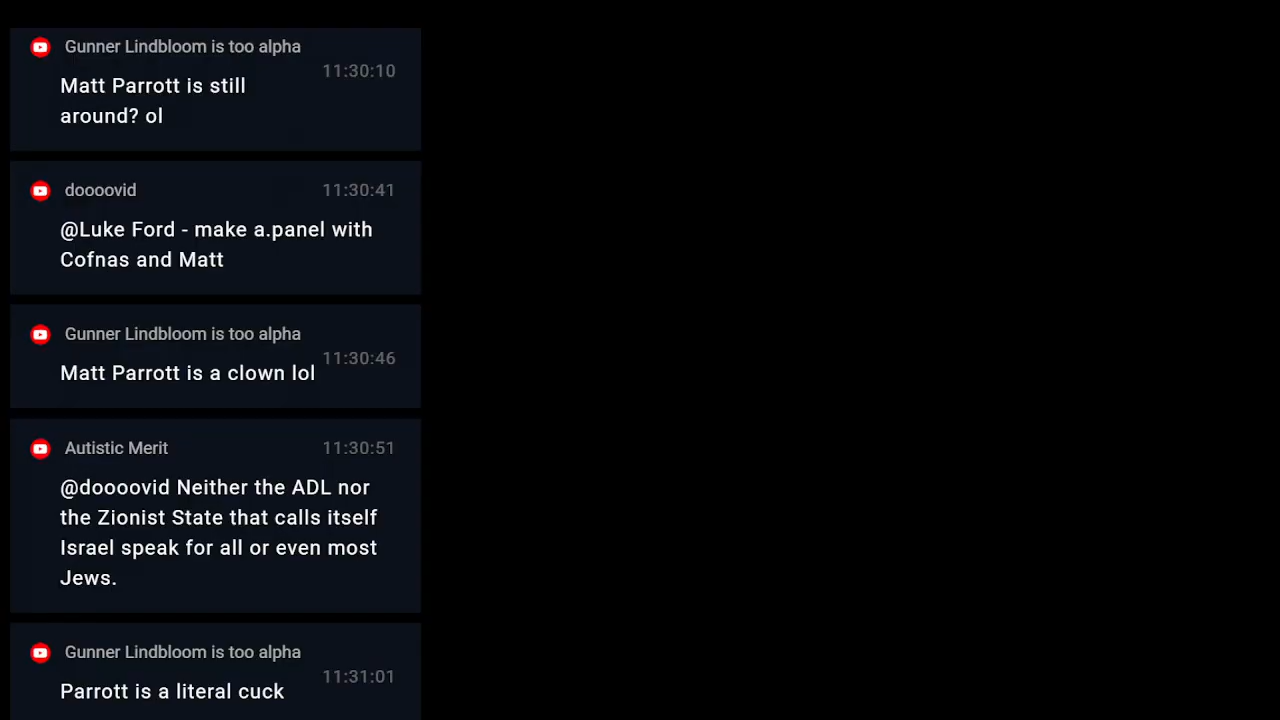 Gunner Lindbloom is too alpha
11:30:10
Matt Parrott is still
around? ol
doooovid 11:30:41
@Luke Ford - make a.panel with
Cofnas and Matt
Gunner Lindbloom is too alpha
11:30:46
Matt Parrott is a clown lol
Autistic Merit 11:30:51
@doooovid Neither the ADL nor
the Zionist State that calls itself
Israel speak for all or even most
Jews.
Gunner Lindbloom is too alpha
11:31:01
Parrott is a literal cuck